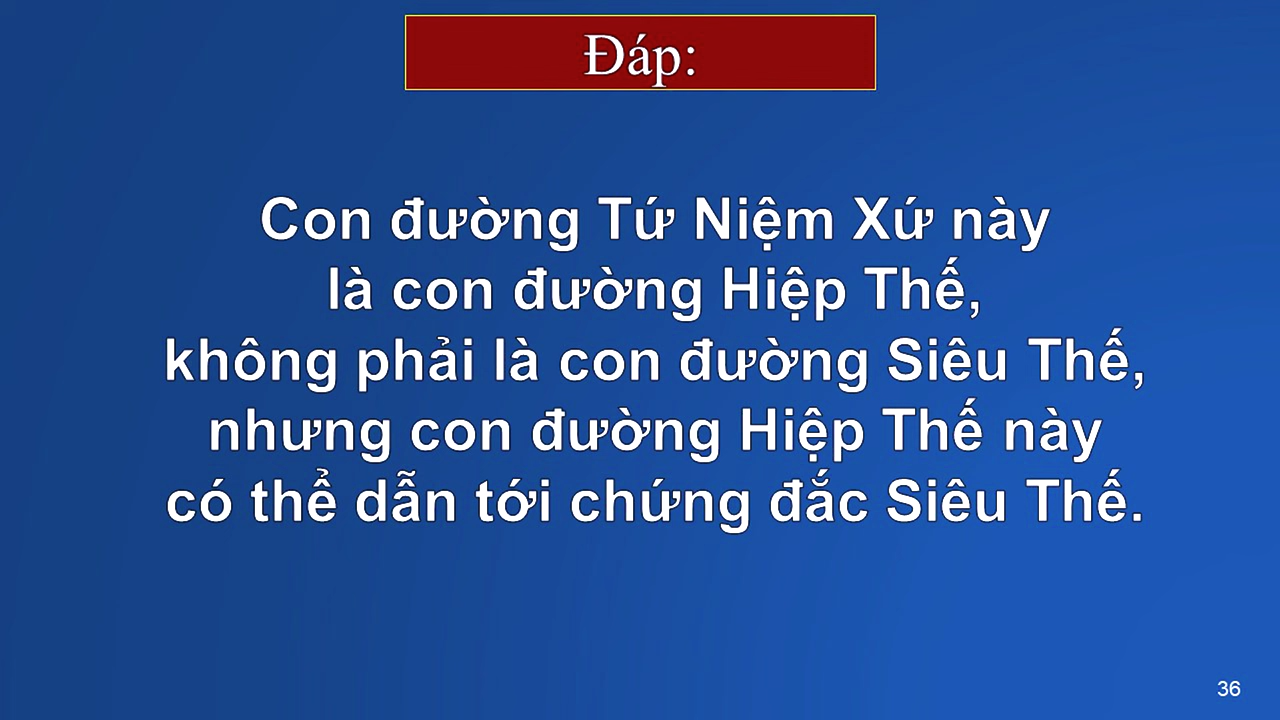 Đáp:
Con đường Tứ Niệm Xứ này
là con đường Hiệp Thế,
không phải là con đường Siêu Thế,
nhưng con đường Hiệp Thế này
có thể dẫn tới chứng đắc Siêu Thế.
36